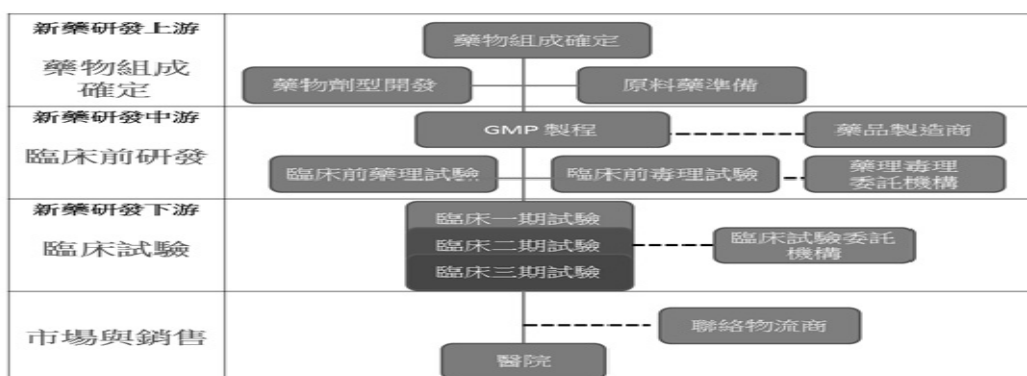 新藥研發上游
藥物組成
確定
藥物組成確定
藥物劑型開發
原料藥準備
新藥研發中游
臨床前研發
GMP 製程
藥品製造商
臨床前藥理試驗
臨床前毒理試驗
藥理毒理
委託機構
新藥研發下游
臨床試驗
臨床一期試驗
臨床二期試驗
臨床三期試驗
臨床試驗委託
機構
市場與銷售
聯絡物流商
醫院